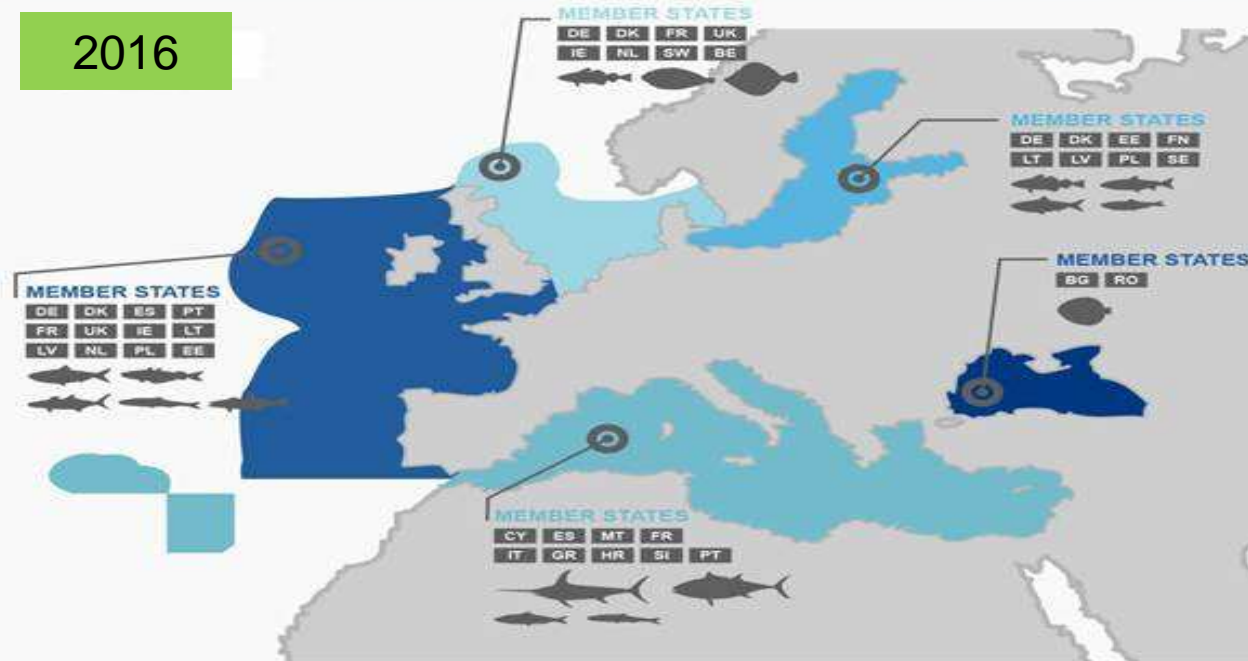 2016
MEMBER STATES
DE DK FR UK
IE NL SW BE
MEMBER STATES
DE DK EE FN
LT LV PL SE
MEMBER STATES
DE DK ES PT
FR UK IE LT
LV NL PL EE
MEMBER STATES
BG RO
MEMBER STATES
CY ES MT FR
IT GR HR SI PT